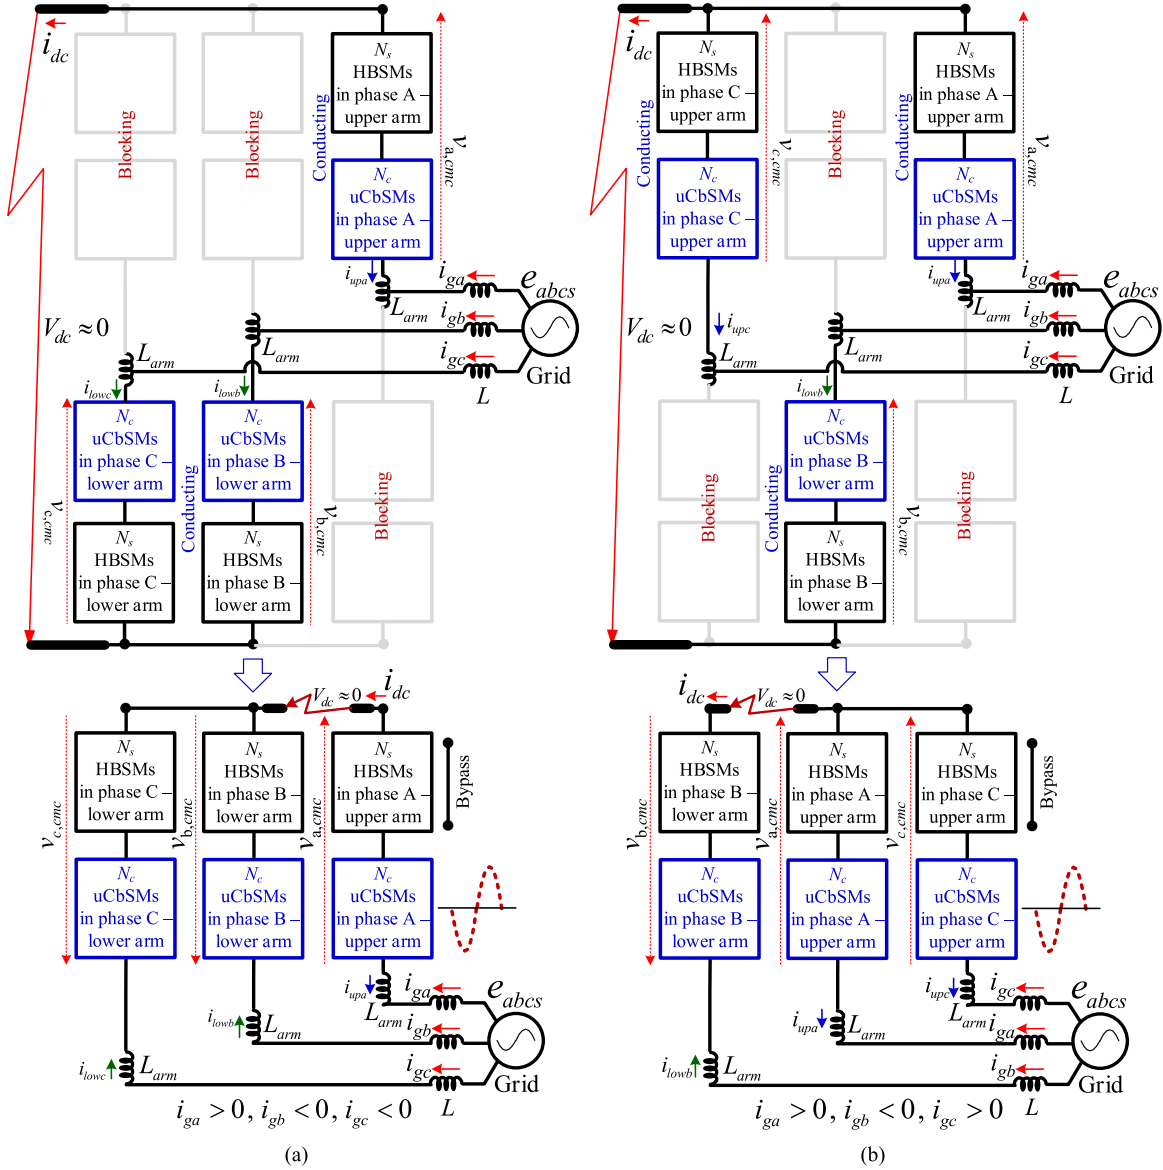 i_dc
Blocking
Blocking
Conducting
N_s
HBSMs
in phase A –
upper arm
v_a,cmc
N_c
uCbSMs
in phase A –
upper arm
i_upa
i_ga
e_abcs
L_arm
i_gb
V_dc ≈ 0
L_arm
L_arm
i_gc
Grid
i_lowc
i_lowb
L
N_c
uCbSMs
in phase C –
lower arm
N_c
uCbSMs
in phase B –
lower arm
v_c,cmc
Conducting
v_b,cmc
Blocking
N_s
HBSMs
in phase C –
lower arm
N_s
HBSMs
in phase B –
lower arm
V_dc ≈ 0
i_dc
N_s
HBSMs
in phase C –
lower arm
N_s
HBSMs
in phase B –
lower arm
N_s
HBSMs
in phase A –
upper arm
Bypass
v_c,cmc
v_b,cmc
v_a,cmc
N_c
uCbSMs
in phase C –
lower arm
N_c
uCbSMs
in phase B –
lower arm
N_c
uCbSMs
in phase A –
upper arm
i_upa
i_ga
e_abcs
L_arm
i_lowb
L_arm
i_gb
i_lowc
L_arm
i_gc
Grid
L
i_ga > 0, i_gb < 0, i_gc < 0
(a)
i_dc
N_s
HBSMs
in phase C –
upper arm
Conducting
v_c,cmc
Blocking
Conducting
N_s
HBSMs
in phase A –
upper arm
v_a,cmc
N_c
uCbSMs
in phase C –
upper arm
N_c
uCbSMs
in phase A –
upper arm
i_upa
i_ga
e_abcs
L_arm
i_gb
V_dc ≈ 0
i_upc
L_arm
L_arm
i_gc
Grid
i_lowb
L
N_c
uCbSMs
in phase B –
lower arm
Blocking
Conducting
v_b,cmc
Blocking
N_s
HBSMs
in phase B –
lower arm
i_dc
V_dc ≈ 0
N_s
HBSMs
in phase B –
lower arm
N_s
HBSMs
in phase A –
upper arm
N_s
HBSMs
in phase C –
upper arm
Bypass
v_b,cmc
v_a,cmc
v_c,cmc
N_c
uCbSMs
in phase B –
lower arm
N_c
uCbSMs
in phase A –
upper arm
N_c
uCbSMs
in phase C –
upper arm
i_upc
i_gc
e_abcs
L_arm
i_upa
L_arm
i_ga
i_lowb
L_arm
i_gb
Grid
L
i_ga > 0, i_gb < 0, i_gc > 0
(b)